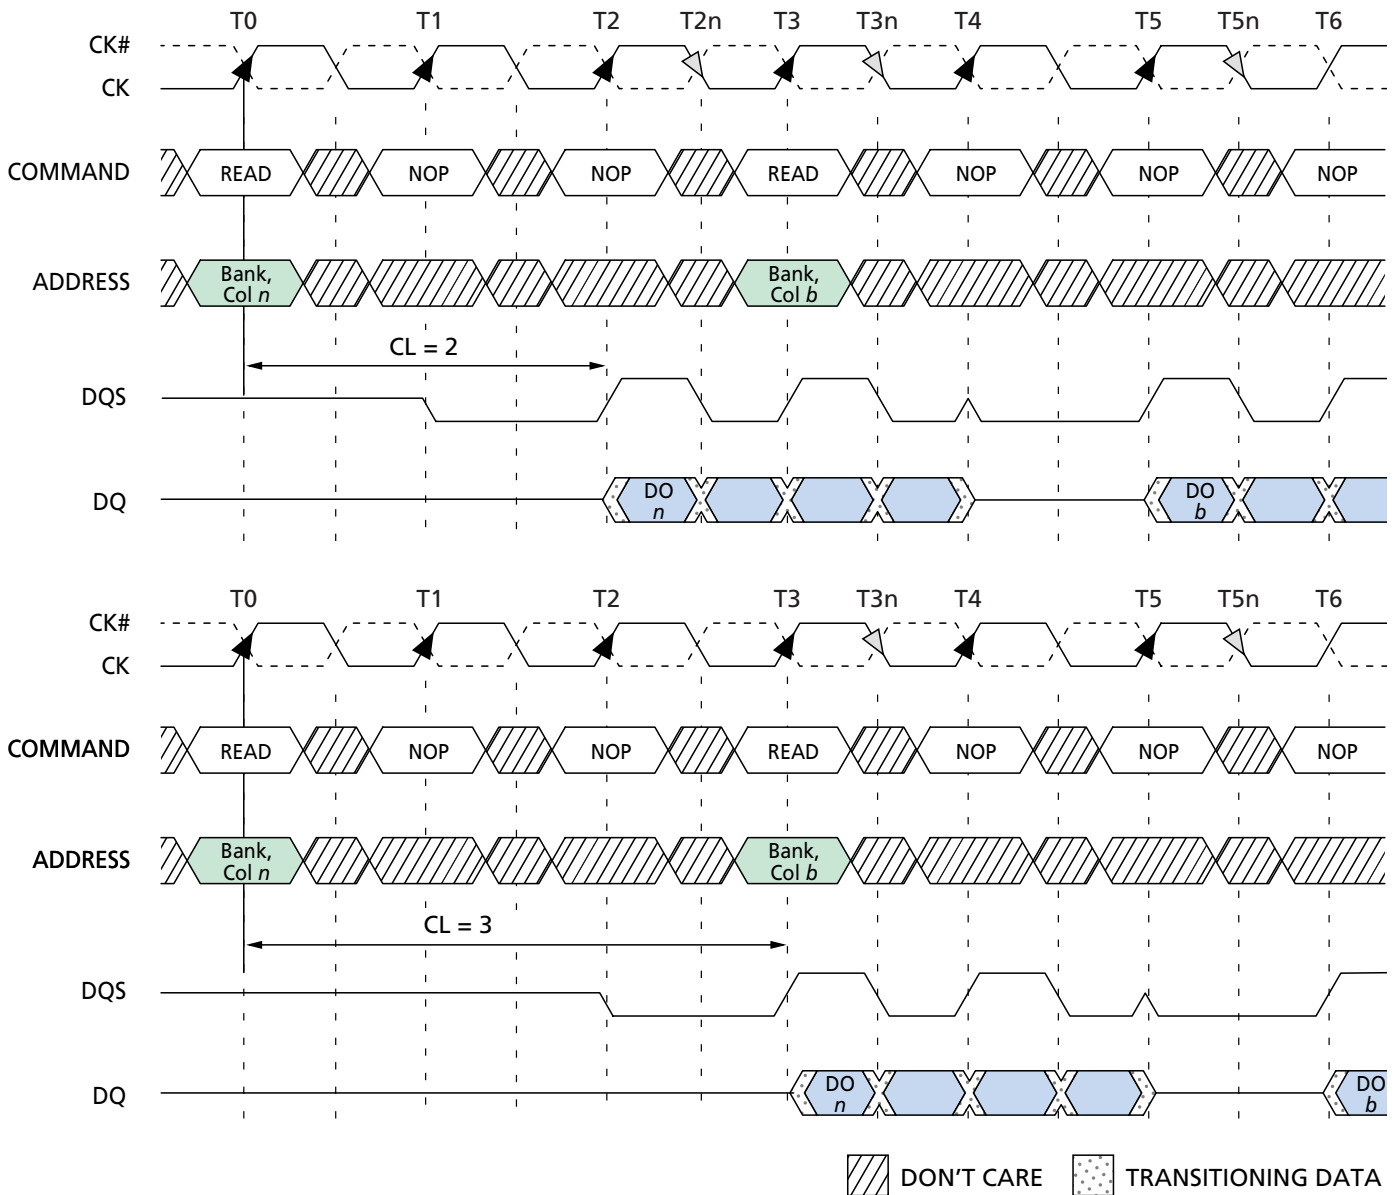 T0 T1 T2 T2n T3 T3n T4 T5 T5n T6
CK#
CK
COMMAND READ NOP NOP READ NOP NOP NOP
ADDRESS Bank, Col n Bank, Col b
CL = 2
DQS
DQ DO n DO b
T0 T1 T2 T3 T3n T4 T5 T5n T6
CK#
CK
COMMAND READ NOP NOP READ NOP NOP NOP
ADDRESS Bank, Col n Bank, Col b
CL = 3
DQS
DQ DO n DO b
DON'T CARE TRANSITIONING DATA